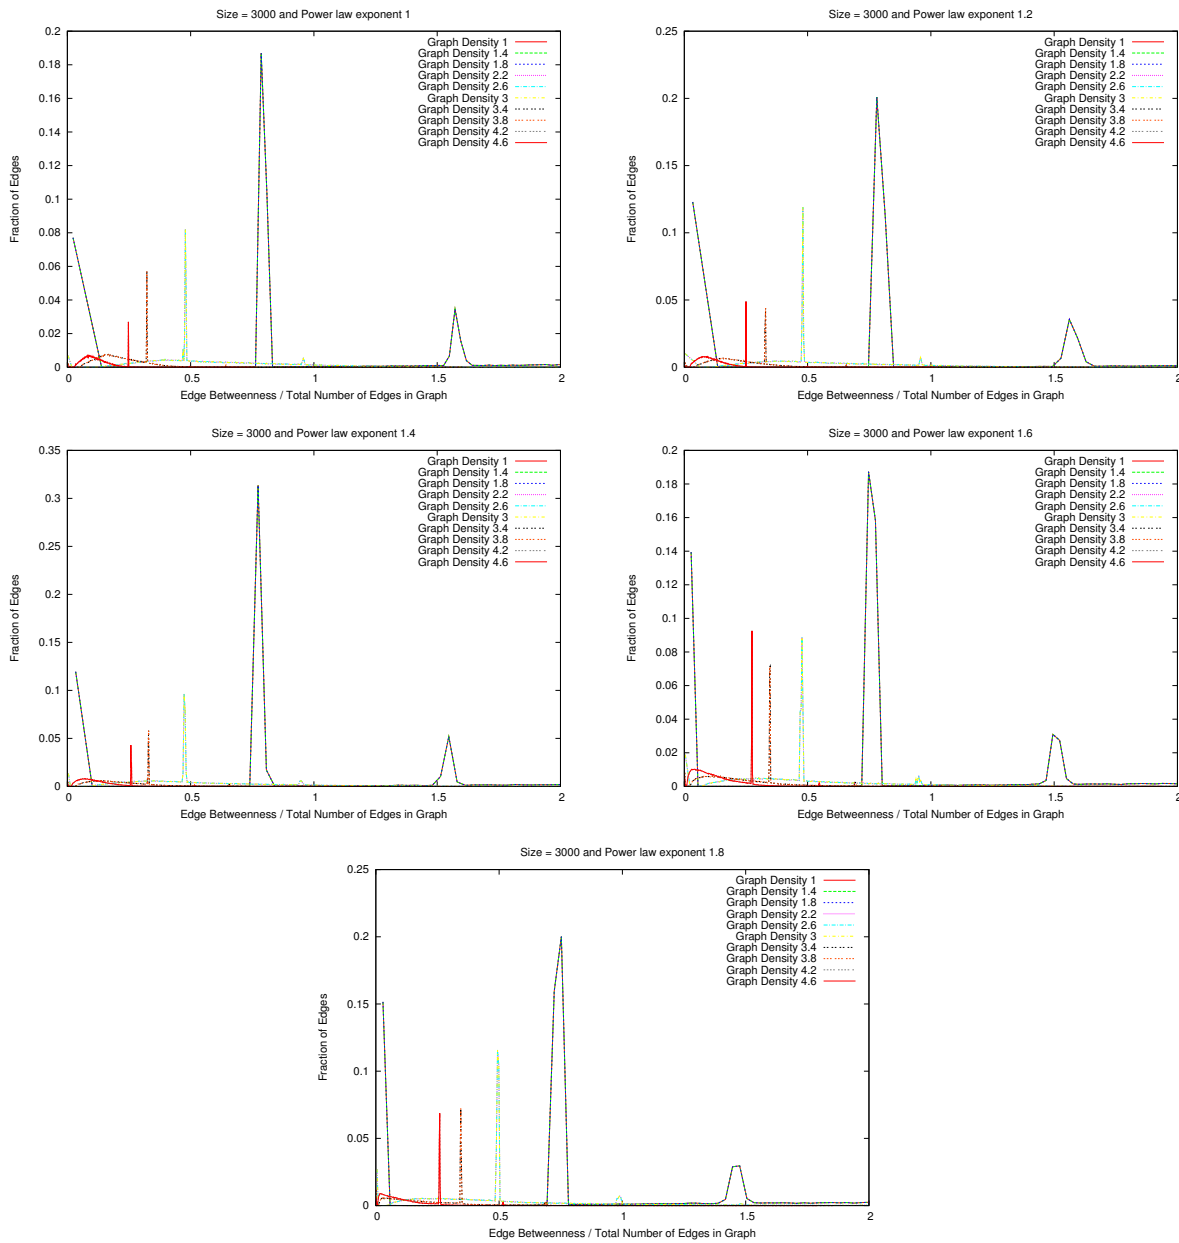 Size = 3000 and Power law exponent 1
0.2
0.18
0.16
0.14
0.12
0.1
0.08
0.06
0.04
0.02
0
Fraction of Edges
Graph Density 1
Graph Density 1.4
Graph Density 1.8
Graph Density 2.2
Graph Density 2.6
Graph Density 3
Graph Density 3.4
Graph Density 3.8
Graph Density 4.2
Graph Density 4.6
0 0.5 1 1.5 2
Edge Betweenness / Total Number of Edges in Graph
Size = 3000 and Power law exponent 1.2
0.25
0.2
0.15
0.1
0.05
0
Fraction of Edges
Graph Density 1
Graph Density 1.4
Graph Density 1.8
Graph Density 2.2
Graph Density 2.6
Graph Density 3
Graph Density 3.4
Graph Density 3.8
Graph Density 4.2
Graph Density 4.6
0 0.5 1 1.5 2
Edge Betweenness / Total Number of Edges in Graph
Size = 3000 and Power law exponent 1.4
0.35
0.3
0.25
0.2
0.15
0.1
0.05
0
Fraction of Edges
Graph Density 1
Graph Density 1.4
Graph Density 1.8
Graph Density 2.2
Graph Density 2.6
Graph Density 3
Graph Density 3.4
Graph Density 3.8
Graph Density 4.2
Graph Density 4.6
0 0.5 1 1.5 2
Edge Betweenness / Total Number of Edges in Graph
Size = 3000 and Power law exponent 1.6
0.2
0.18
0.16
0.14
0.12
0.1
0.08
0.06
0.04
0.02
0
Fraction of Edges
Graph Density 1
Graph Density 1.4
Graph Density 1.8
Graph Density 2.2
Graph Density 2.6
Graph Density 3
Graph Density 3.4
Graph Density 3.8
Graph Density 4.2
Graph Density 4.6
0 0.5 1 1.5 2
Edge Betweenness / Total Number of Edges in Graph
Size = 3000 and Power law exponent 1.8
0.25
0.2
0.15
0.1
0.05
0
Fraction of Edges
Graph Density 1
Graph Density 1.4
Graph Density 1.8
Graph Density 2.2
Graph Density 2.6
Graph Density 3
Graph Density 3.4
Graph Density 3.8
Graph Density 4.2
Graph Density 4.6
0 0.5 1 1.5 2
Edge Betweenness / Total Number of Edges in Graph